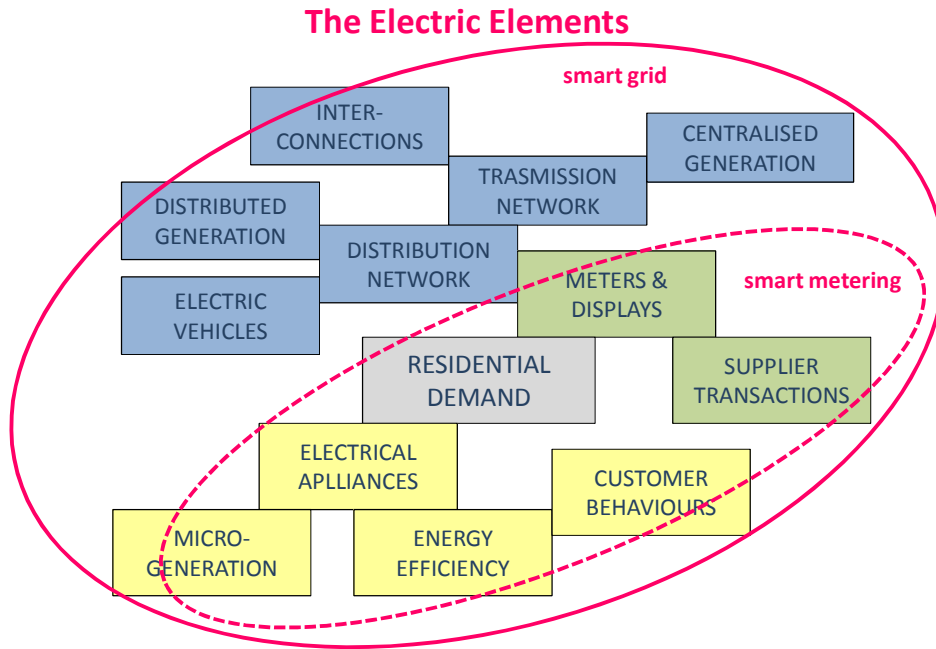 The Electric Elements
smart grid
INTER-
CONNECTIONS
CENTRALISED
GENERATION
TRASMISSION
NETWORK
DISTRIBUTED
GENERATION
DISTRIBUTION
NETWORK
smart metering
METERS &
DISPLAYS
ELECTRIC
VEHICLES
RESIDENTIAL
DEMAND
SUPPLIER
TRANSACTIONS
ELECTRICAL
APLLIANCES
CUSTOMER
BEHAVIOURS
MICRO-
GENERATION
ENERGY
EFFICIENCY